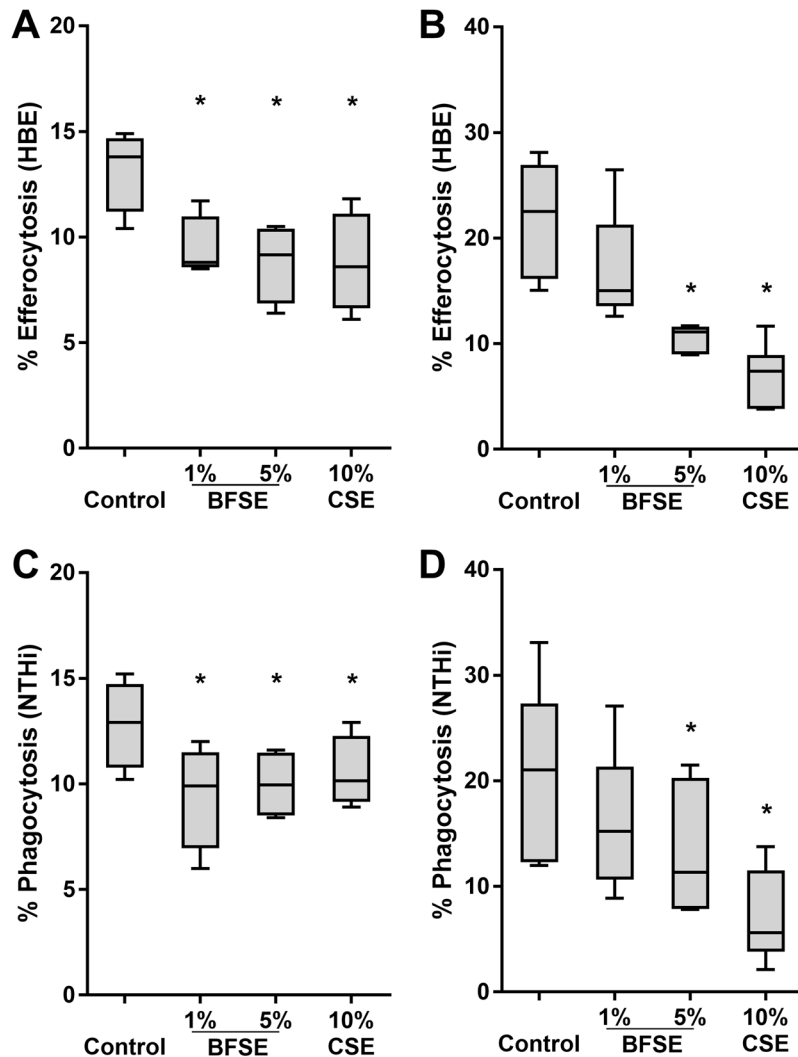 A
% Efferocytosis (HBE)
20
15
10
5
0
* * *
Control 1% 5% 10%
BFSE CSE
B
% Efferocytosis (HBE)
40
30
20
10
0
* *
Control 1% 5% 10%
BFSE CSE
C
% Phagocytosis (NTHi)
20
15
10
5
0
* * *
Control 1% 5% 10%
BFSE CSE
D
% Phagocytosis (NTHi)
40
30
20
10
0
*
*
Control 1% 5% 10%
BFSE CSE